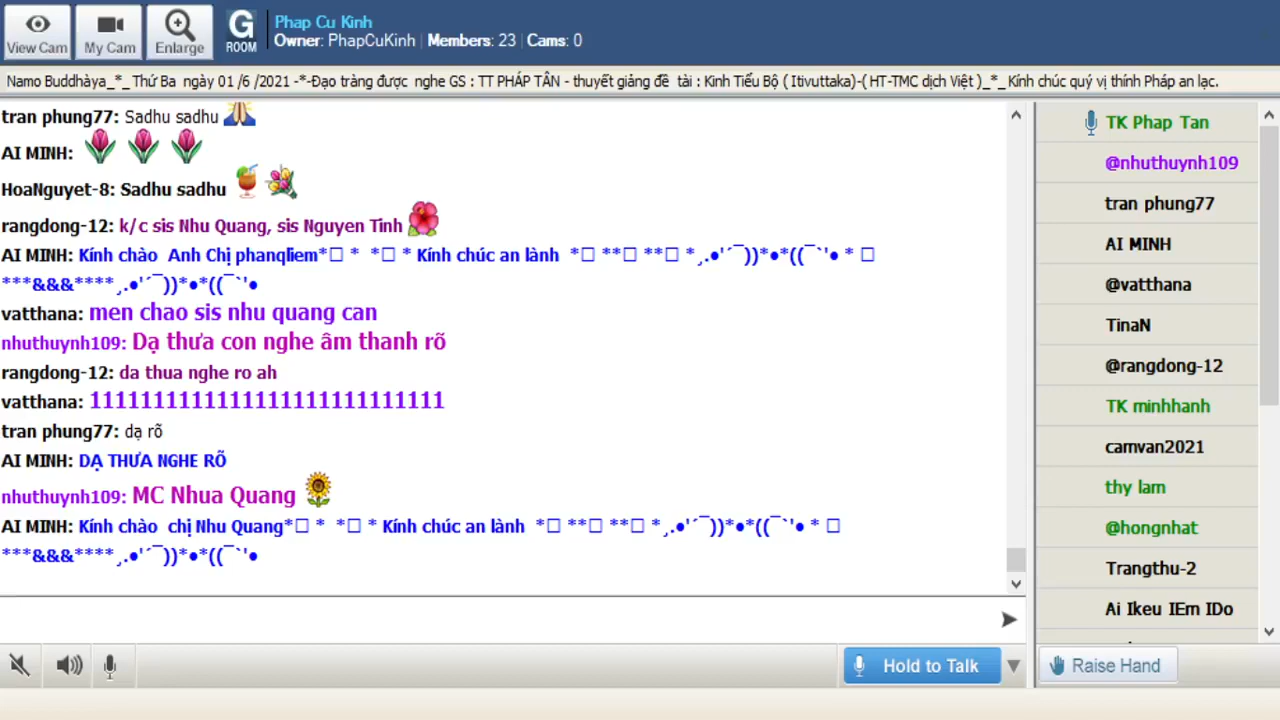 View Cam
My Cam
Enlarge
G
ROOM
Phap Cu Kinh
Owner: PhapCuKinh | Members: 23 | Cams: 0
Namo Buddhàya_*_Thứ Ba ngày 01 /6 /2021 -*-Đạo tràng được nghe GS : TT PHÁP TÂN - thuyết giảng đề tài : Kinh Tiểu Bộ ( Itivuttaka)-( HT-TMC dịch Việt )_*_Kính chúc quý vị thính Pháp an lạc.
tran phung77: Sadhu sadhu
AI MINH:
HoaNguyet-8: Sadhu sadhu
rangdong-12: k/c sis Nhu Quang, sis Nguyen Tinh
AI MINH: Kính chào Anh Chị phanqliem*□ * *□ * Kính chúc an lành *□ **□ **□ *¸.●'´¯))*●*((¯`'● * □
***&&&****¸.●'´¯))*●*((¯`'●
vatthana: men chao sis nhu quang can
nhuthuynh109: Dạ thưa con nghe âm thanh rõ
rangdong-12: da thua nghe ro ah
vatthana: 1111111111111111111111111111
tran phung77: dạ rõ
AI MINH: DẠ THƯA NGHE RÕ
nhuthuynh109: MC Nhua Quang
AI MINH: Kính chào chị Nhu Quang*□ * *□ * Kính chúc an lành *□ **□ **□ *¸.●'´¯))*●*((¯`'● * □
***&&&****¸.●'´¯))*●*((¯`'●
Hold to Talk
TK Phap Tan
@nhuthuynh109
tran phung77
AI MINH
@vatthana
TinaN
@rangdong-12
TK minhhanh
camvan2021
thy lam
@hongnhat
Trangthu-2
Ai Ikeu IEm IDo
Raise Hand